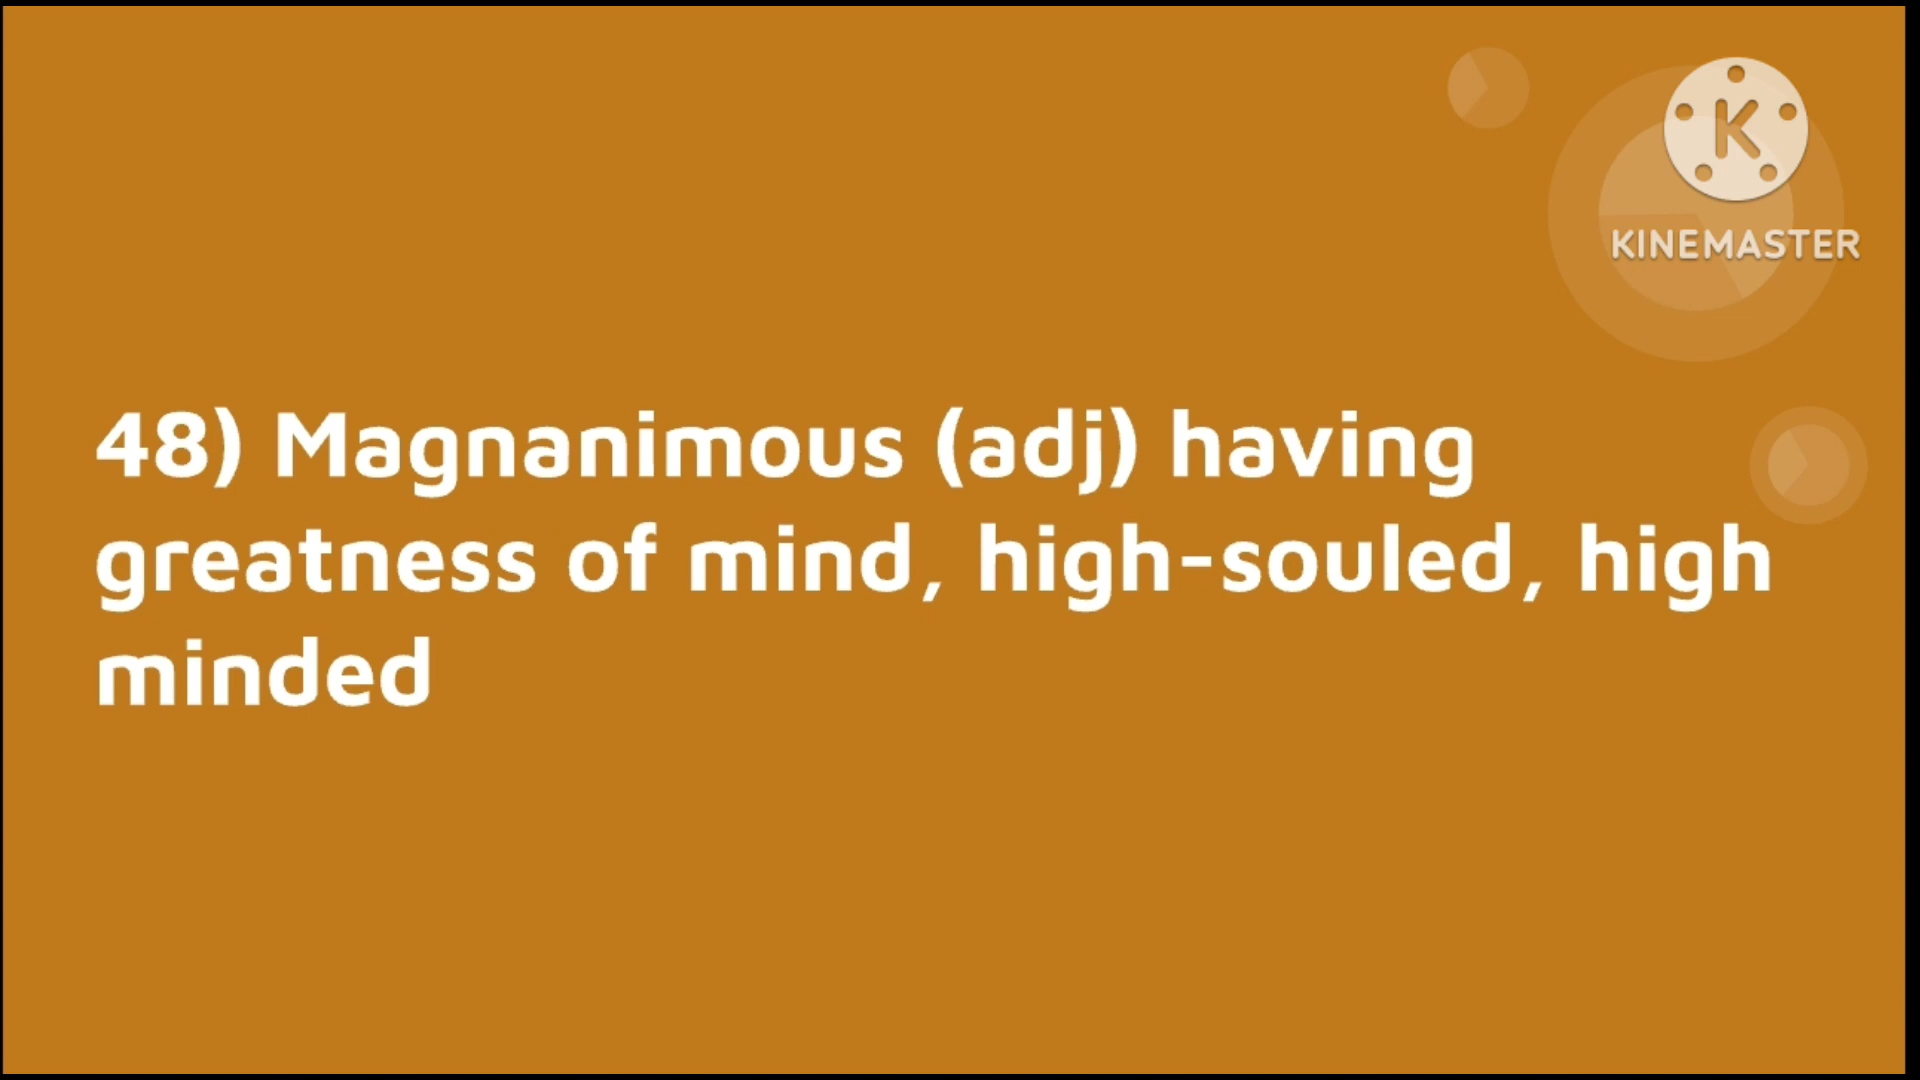 K
KINEMASTER
48) Magnanimous (adj) having
greatness of mind, high-souled, high
minded